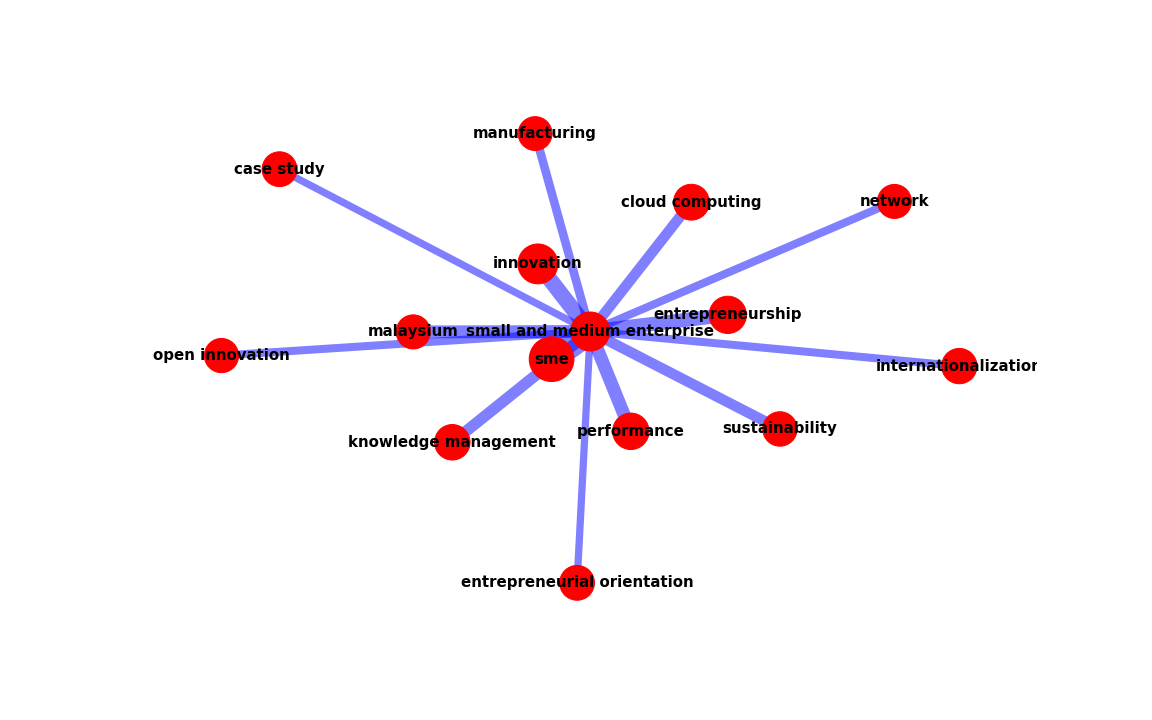 manufacturing
case study
cloud computing
network
innovation
entrepreneurship
malaysium
small and medium enterprise
open innovation
sme
internationalization
performance
sustainability
knowledge management
entrepreneurial orientation